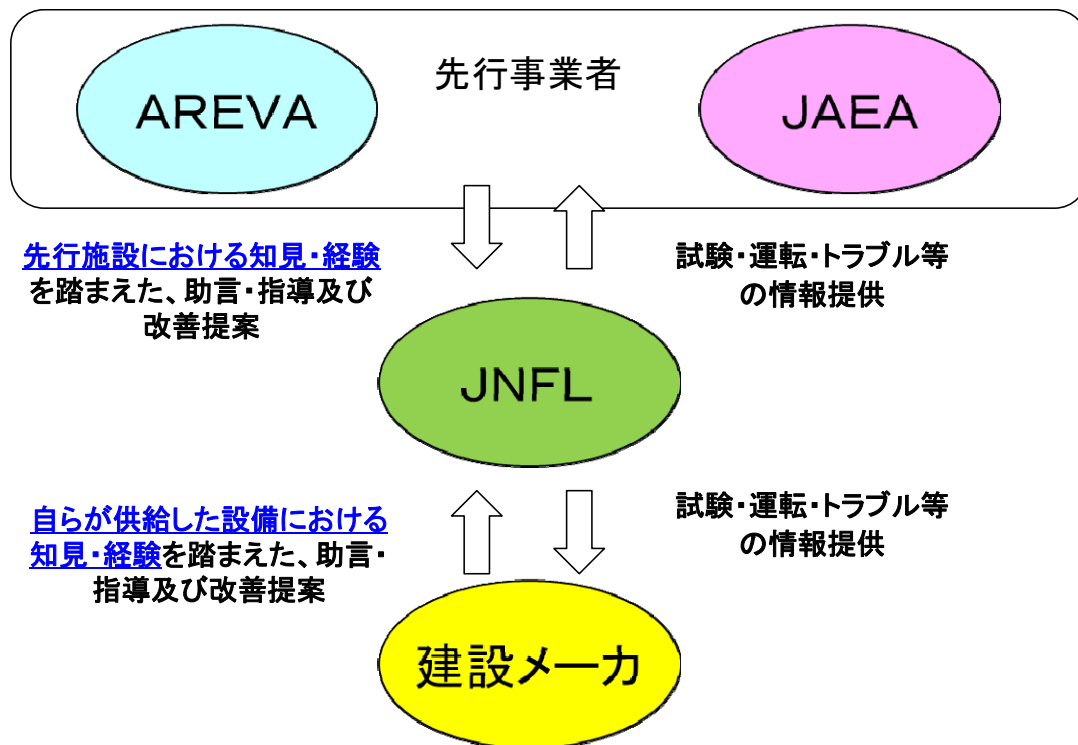 先行事業者
ＡＲＥＶＡ
ＪＡＥＡ
先行施設における知見・経験
を踏まえた、助言・指導及び
改善提案
試験・運転・トラブル等
の情報提供
ＪＮＦＬ
自らが供給した設備における
知見・経験を踏まえた、助言・
指導及び改善提案
試験・運転・トラブル等
の情報提供
建設メーカ